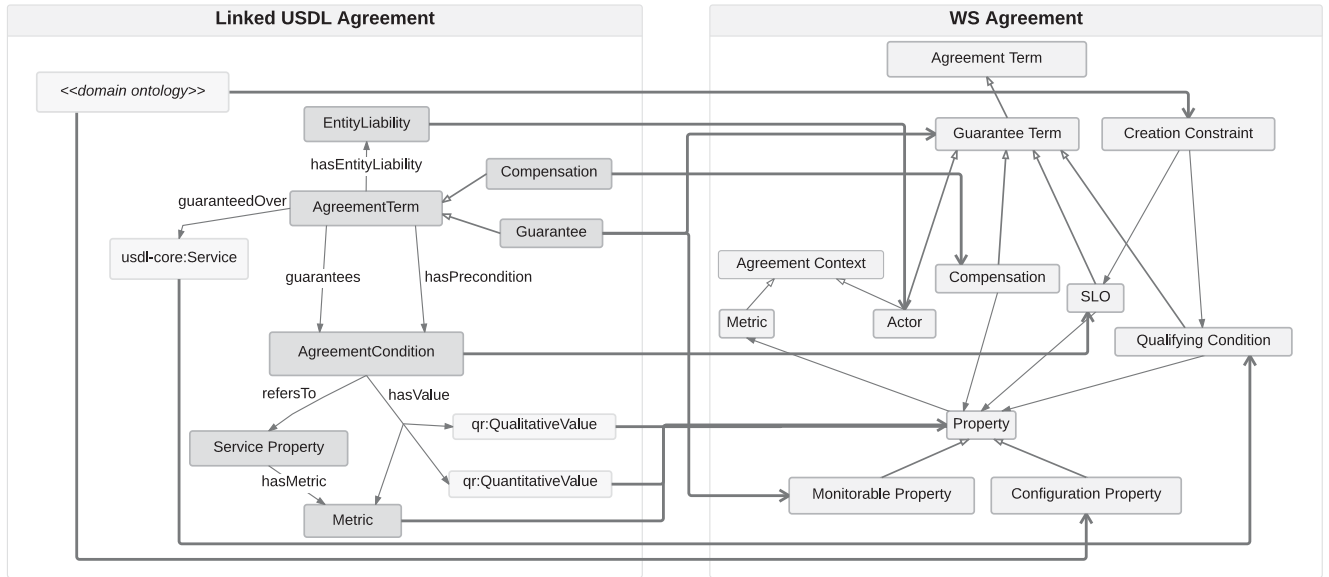 Linked USDL Agreement
WS Agreement
<<domain ontology>>
EntityLiability
hasEntityLiability
Compensation
guaranteedOver
AgreementTerm
Guarantee
usdl-core:Service
guarantees
hasPrecondition
AgreementCondition
refersTo
hasValue
qr:QualitativeValue
Service Property
hasMetric
qr:QuantitativeValue
Metric
Agreement Term
Guarantee Term
Creation Constraint
Agreement Context
Compensation
SLO
Metric
Actor
Qualifying Condition
Property
Monitorable Property
Configuration Property